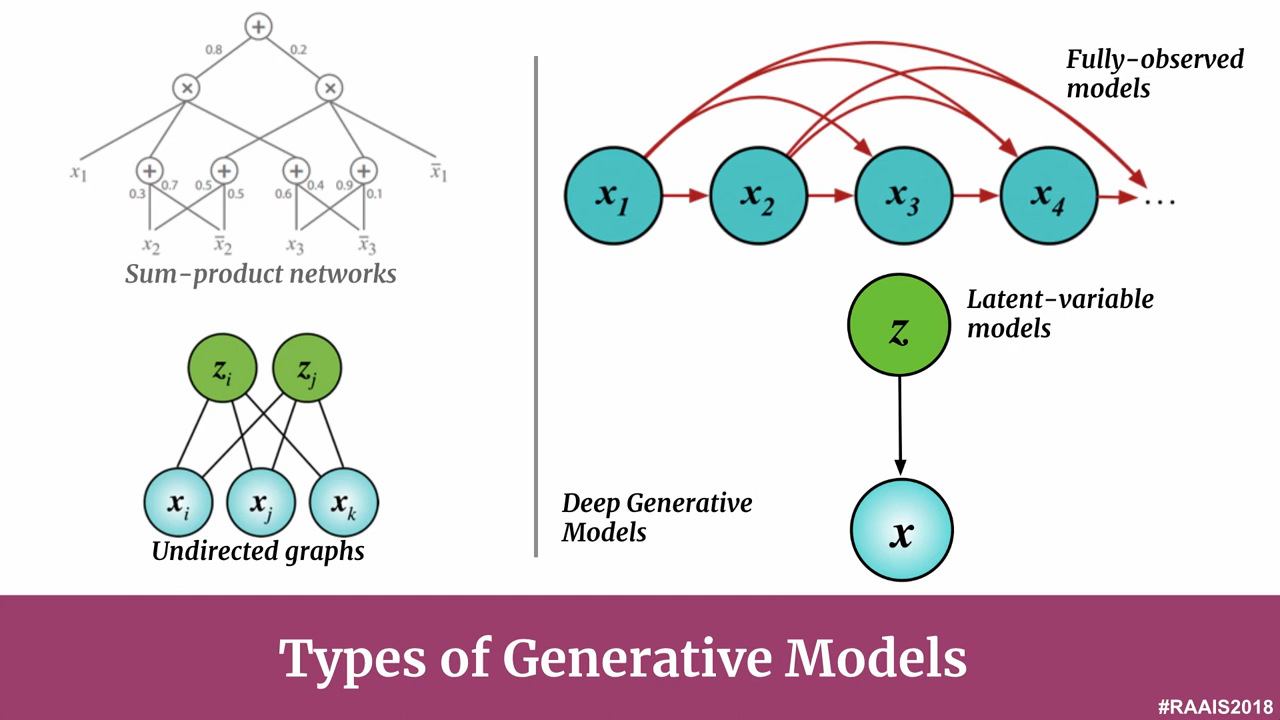 +
0.8 0.2
× ×
x₁ + + + + x̄₁
0.3 0.7 0.5 0.5 0.6 0.4 0.9 0.1
x₂ x̄₂ x₃ x̄₃
Sum-product networks
zᵢ zⱼ
xᵢ xⱼ xₖ
Undirected graphs
Fully-observed
models
x₁ x₂ x₃ x₄ ...
z
Latent-variable
models
x
Deep Generative
Models
Types of Generative Models
#RAAIS2018